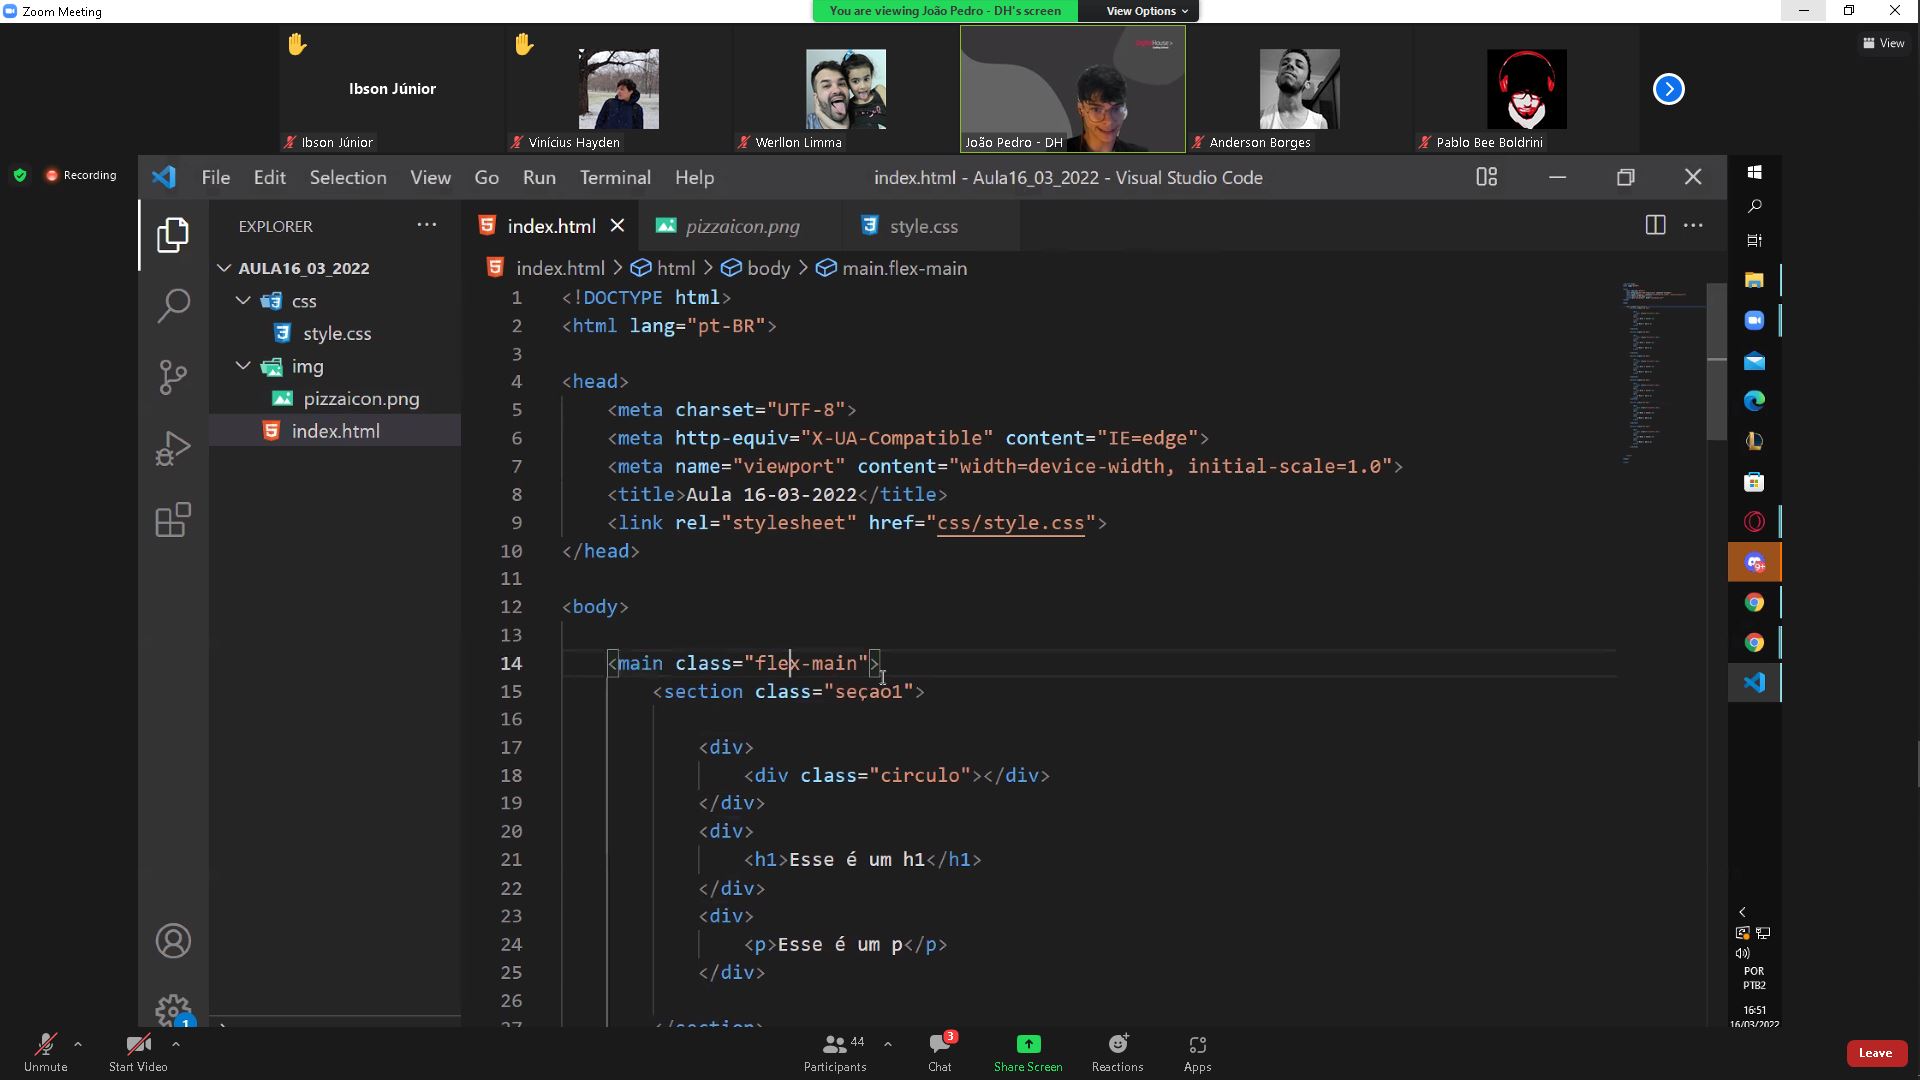 Zoom Meeting
You are viewing João Pedro - DH's screen
View Options
View
Ibson Júnior
Ibson Júnior
Vinícius Hayden
Werllon Limma
João Pedro - DH
Anderson Borges
Pablo Bee Boldrini
Recording
File Edit Selection View Go Run Terminal Help
index.html - Aula16_03_2022 - Visual Studio Code
EXPLORER
index.html
pizzaicon.png
style.css
AULA16_03_2022
css
style.css
img
pizzaicon.png
index.html
index.html > html > body > main.flex-main
1 <!DOCTYPE html>
2 <html lang="pt-BR">
3
4 <head>
5 <meta charset="UTF-8">
6 <meta http-equiv="X-UA-Compatible" content="IE=edge">
7 <meta name="viewport" content="width=device-width, initial-scale=1.0">
8 <title>Aula 16-03-2022</title>
9 <link rel="stylesheet" href="css/style.css">
10 </head>
11
12 <body>
13
14 <main class="flex-main">
15 <section class="seçao1">
16
17 <div>
18 <div class="circulo"></div>
19 </div>
20 <div>
21 <h1>Esse é um h1</h1>
22 </div>
23 <div>
24 <p>Esse é um p</p>
25 </div>
26
27 </section>
1
9+
POR
PTB2
16:51
16/03/2022
Unmute
Start Video
44
Participants
3
Chat
Share Screen
Reactions
Apps
Leave